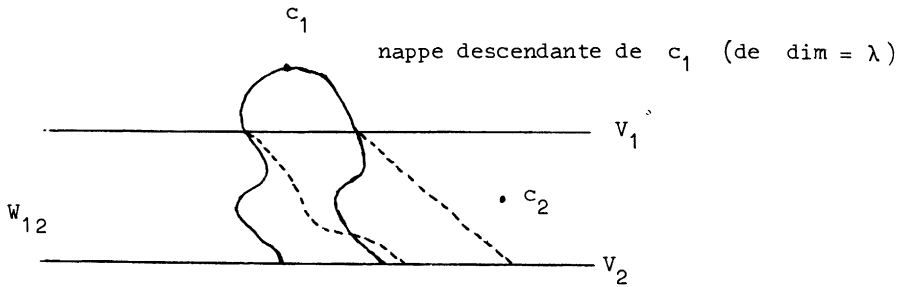 c₁
nappe descendante de c₁ (de dim = λ)
V₁
c₂
W₁₂
V₂